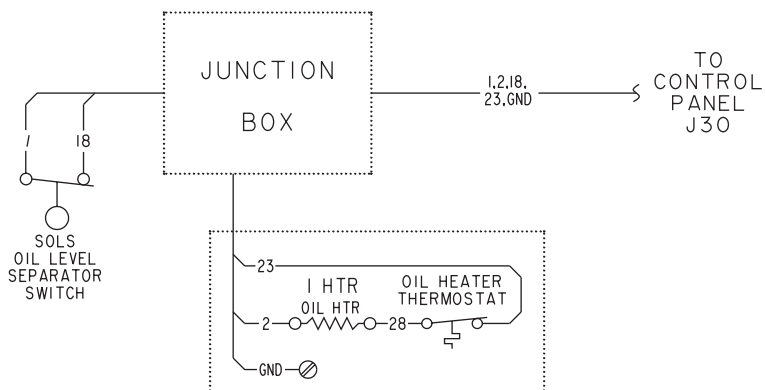 JUNCTION
BOX
1,2,18,
23,GND
TO
CONTROL
PANEL
J30
1
18
SOLS
OIL LEVEL
SEPARATOR
SWITCH
23
1 HTR
OIL HTR
OIL HEATER
THERMOSTAT
2
28
GND